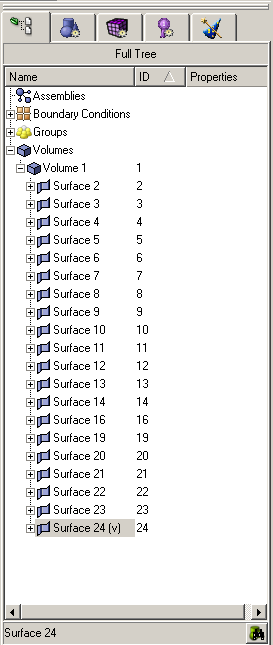 Full Tree
Name ID Properties
Assemblies
Boundary Conditions
Groups
Volumes
Volume 1 1
Surface 2 2
Surface 3 3
Surface 4 4
Surface 5 5
Surface 6 6
Surface 7 7
Surface 8 8
Surface 9 9
Surface 10 10
Surface 11 11
Surface 12 12
Surface 13 13
Surface 14 14
Surface 16 16
Surface 19 19
Surface 20 20
Surface 21 21
Surface 22 22
Surface 23 23
Surface 24 (v) 24
Surface 24